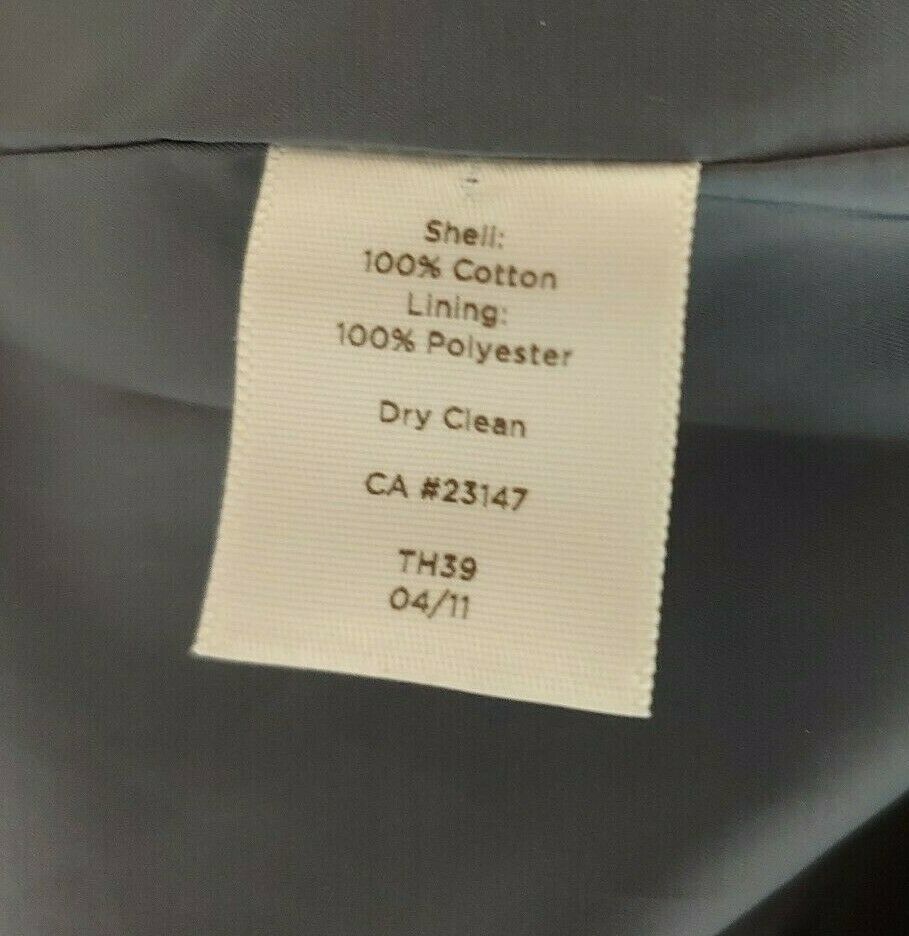 Shell:
100% Cotton
Lining:
100% Polyester
Dry Clean
CA #23147
TH39
04/11